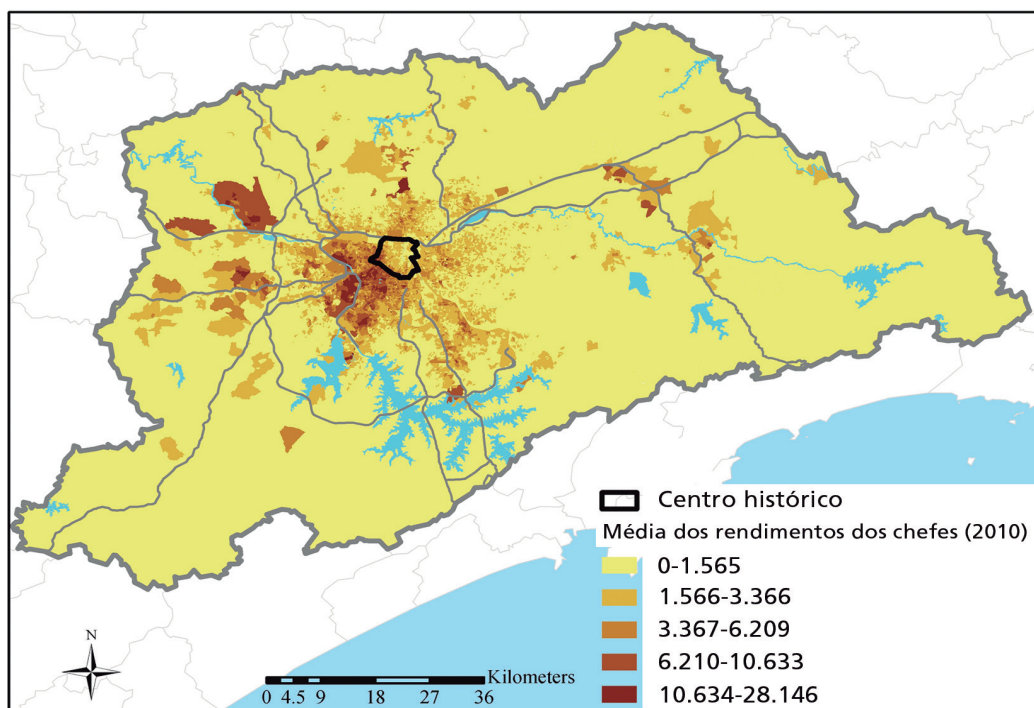 Centro histórico
Média dos rendimentos dos chefes (2010)
0-1.565
1.566-3.366
3.367-6.209
6.210-10.633
10.634-28.146
N
Kilometers
0 4.5 9 18 27 36